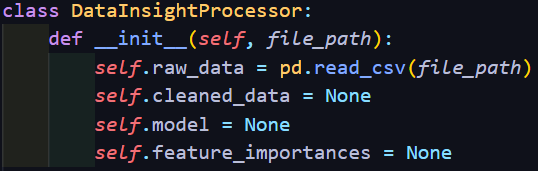 class DataInsightProcessor:
    def __init__(self, file_path):
        self.raw_data = pd.read_csv(file_path)
        self.cleaned_data = None
        self.model = None
        self.feature_importances = None